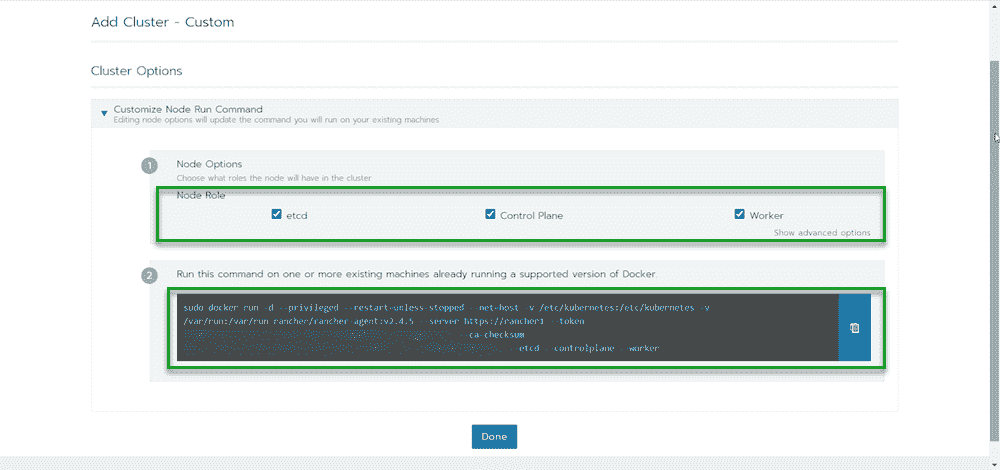 Add Cluster - Custom
Cluster Options
Customize Node Run Command
Editing node options will update the command you will run on your existing machines
1
Node Options
Choose what roles the node will have in the cluster
Node Role
etcd
Control Plane
Worker
Show advanced options
2
Run this command on one or more existing machines already running a supported version of Docker.
sudo docker run -d --privileged --restart=unless-stopped --net=host -v /etc/kubernetes:/etc/kubernetes -v
/var/run:/var/run rancher/rancher-agent:v2.4.5 --server https://rancher1 --token
--ca-checksum
--etcd --controlplane --worker
Done